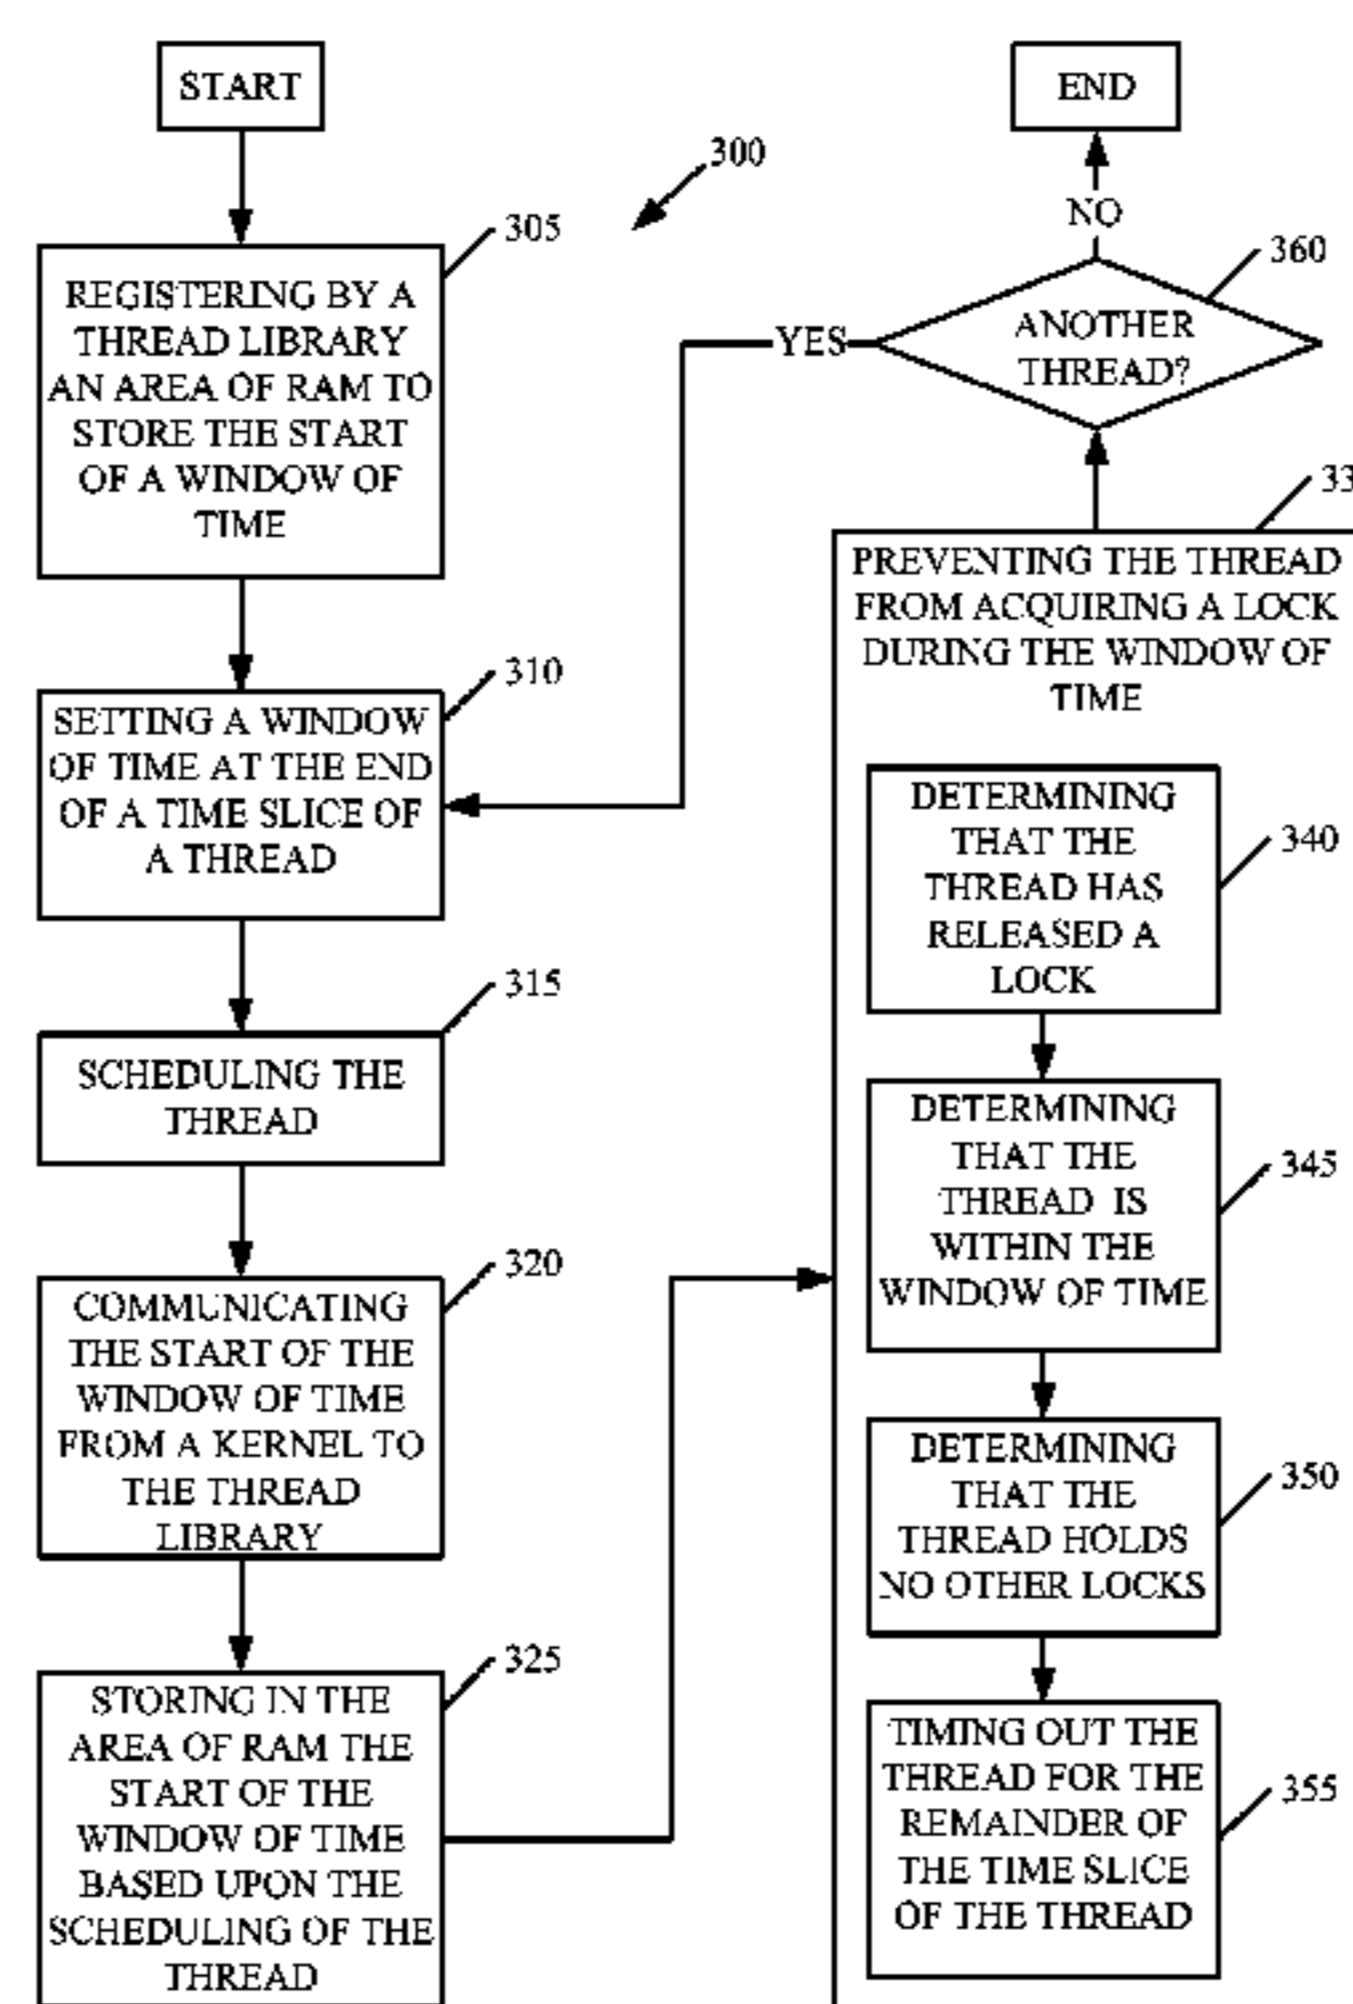 START
300
305
REGISTERING BY A
THREAD LIBRARY
AN AREA OF RAM TO
STORE THE START
OF A WINDOW OF
TIME
310
SETTING A WINDOW
OF TIME AT THE END
OF A TIME SLICE OF
A THREAD
315
SCHEDULING THE
THREAD
320
COMMUNICATING
THE START OF THE
WINDOW OF TIME
FROM A KERNEL TO
THE THREAD
LIBRARY
325
STORING IN THE
AREA OF RAM THE
START OF THE
WINDOW OF TIME
BASED UPON THE
SCHEDULING OF THE
THREAD
END
NO
360
YES
ANOTHER
THREAD?
PREVENTING THE THREAD
FROM ACQUIRING A LOCK
DURING THE WINDOW OF
TIME
DETERMINING
THAT THE
THREAD HAS
RELEASED A
LOCK
340
DETERMINING
THAT THE
THREAD IS
WITHIN THE
WINDOW OF TIME
345
DETERMINING
THAT THE
THREAD HOLDS
NO OTHER LOCKS
350
TIMING OUT THE
THREAD FOR THE
REMAINDER OF
THE TIME SLICE
OF THE THREAD
355